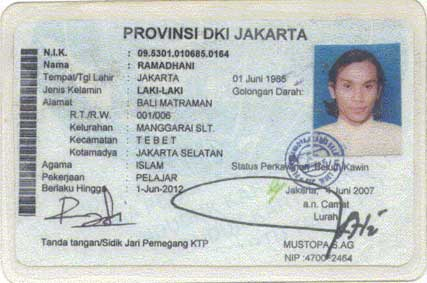 PROVINSI DKI JAKARTA
N.I.K. : 09.5301.010685.0164
Nama : RAMADHANI
Tempat/Tgl Lahir : JAKARTA 01 Juni 1985
Jenis Kelamin : LAKI-LAKI Golongan Darah:
Alamat : BALI MATRAMAN
R.T./R.W. : 001/006
Kelurahan : MANGGARAI SLT.
Kecamatan : T E B E T
Kotamadya : JAKARTA SELATAN
Agama : ISLAM Status Perkawinan: Belum Kawin
Pekerjaan : PELAJAR
Berlaku Hingga : 1-Jun-2012 Jakarta, 4 Juni 2007
a.n. Camat
Lurah
Tanda tangan/Sidik Jari Pemegang KTP MUSTOPA S.AG
NIP :4700 2464